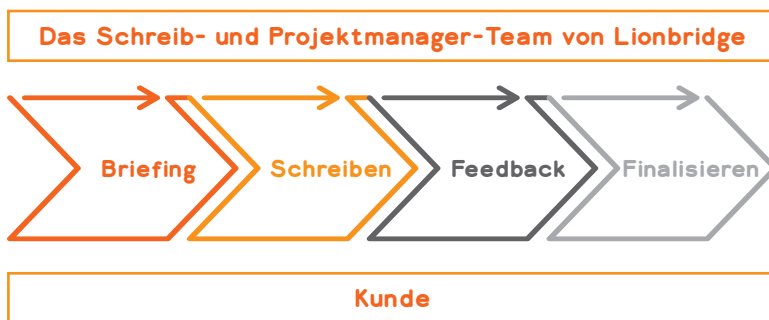 Das Schreib- und Projektmanager-Team von Lionbridge
Briefing
Schreiben
Feedback
Finalisieren
Kunde